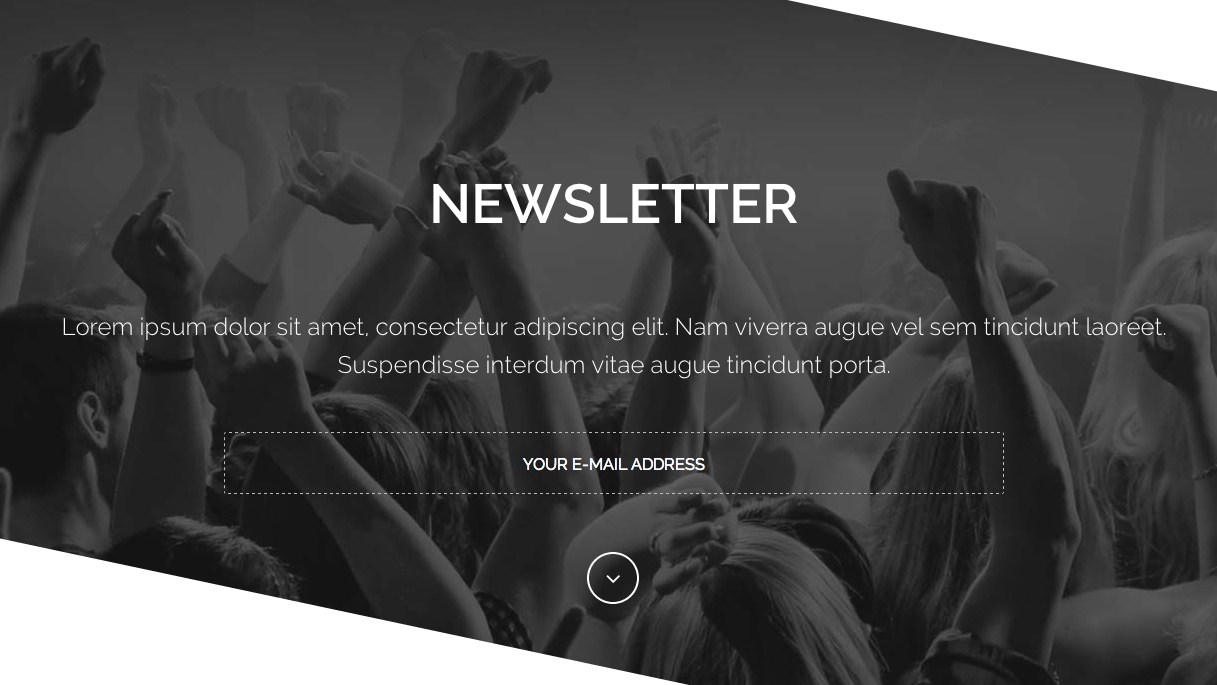 NEWSLETTER
Lorem ipsum dolor sit amet, consectetur adipiscing elit. Nam viverra augue vel sem tincidunt laoreet.
Suspendisse interdum vitae augue tincidunt porta.
YOUR E-MAIL ADDRESS